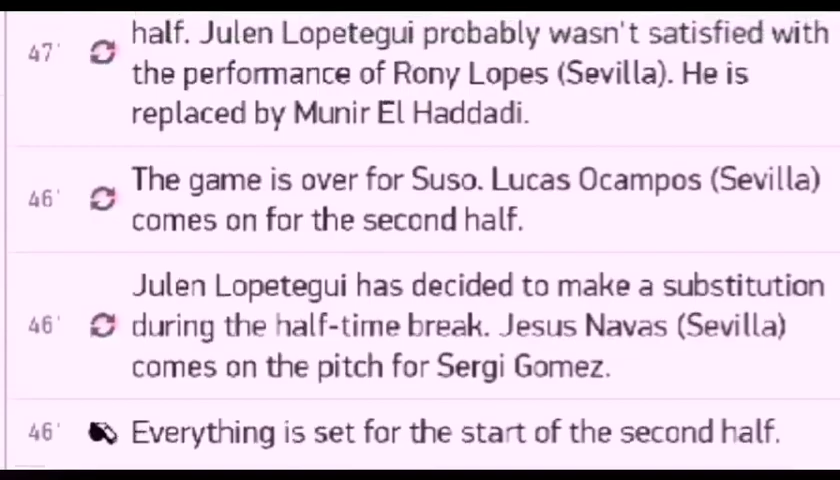 half. Julen Lopetegui probably wasn't satisfied with
47' the performance of Rony Lopes (Sevilla). He is
replaced by Munir El Haddadi.
46' The game is over for Suso. Lucas Ocampos (Sevilla)
comes on for the second half.
Julen Lopetegui has decided to make a substitution
46' during the half-time break. Jesus Navas (Sevilla)
comes on the pitch for Sergi Gomez.
46' Everything is set for the start of the second half.